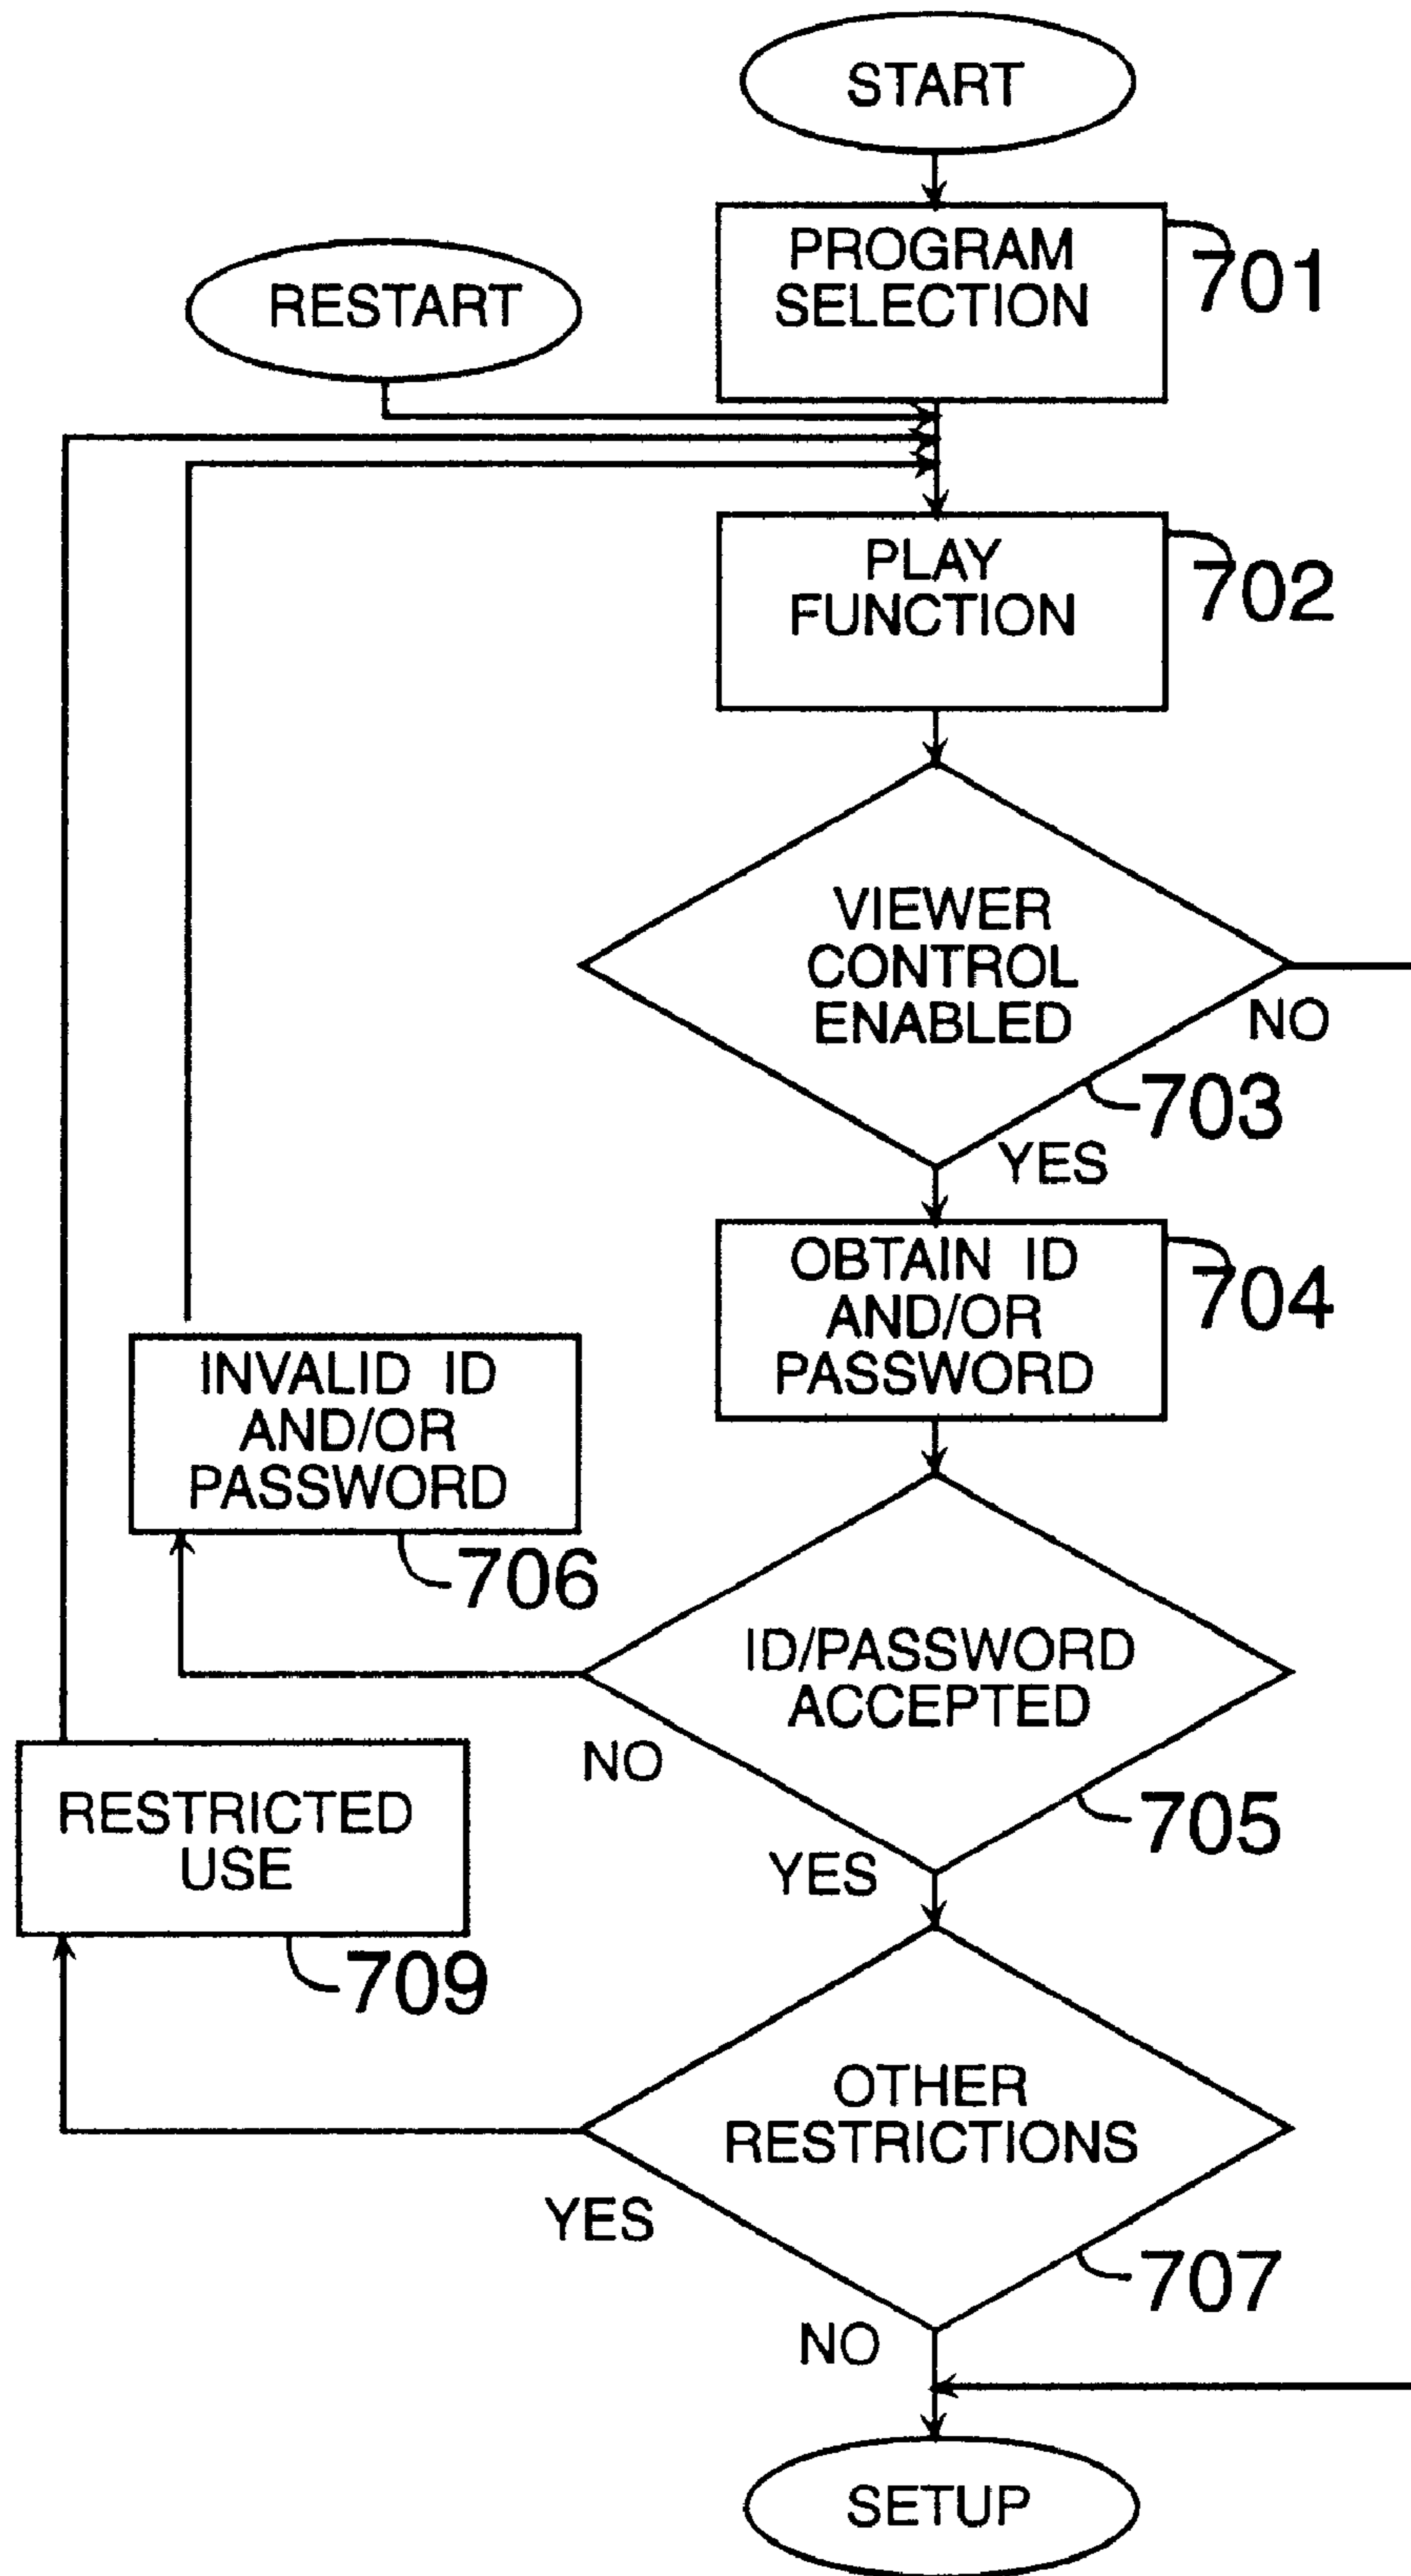 START
PROGRAM
SELECTION
701
RESTART
PLAY
FUNCTION
702
VIEWER
CONTROL
ENABLED
NO
703
YES
OBTAIN ID
AND/OR
PASSWORD
704
INVALID ID
AND/OR
PASSWORD
706
ID/PASSWORD
ACCEPTED
NO
705
YES
RESTRICTED
USE
709
OTHER
RESTRICTIONS
YES
707
NO
SETUP